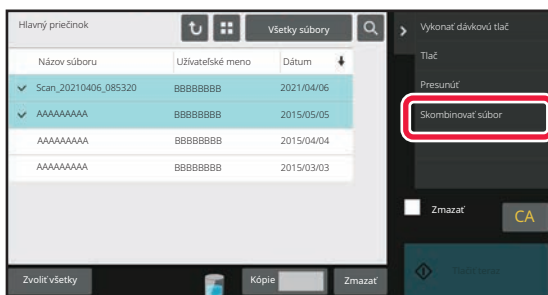 Hlavný priečinok
Všetky súbory
Názov súboru Užívateľské meno Dátum
Scan_20210406_085320 BBBBBBBB 2021/04/06
AAAAAAAAA BBBBBBBB 2015/05/05
AAAAAAAAA BBBBBBBB 2015/04/04
AAAAAAAAA BBBBBBBB 2015/03/03
Zvoliť všetky
Kópie
Zmazať
Vykonať dávkovú tlač
Tlač
Presunúť
Skombinovať súbor
Zmazať
CA